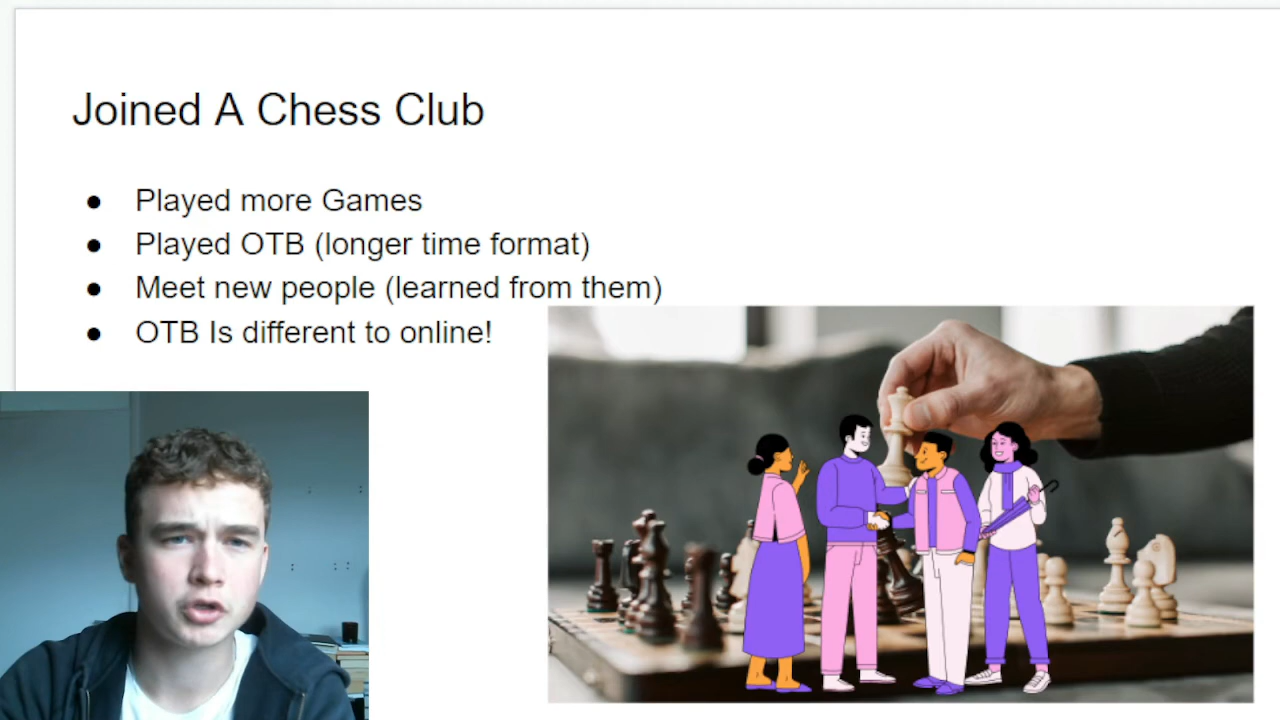 Joined A Chess Club
● Played more Games
● Played OTB (longer time format)
● Meet new people (learned from them)
● OTB Is different to online!